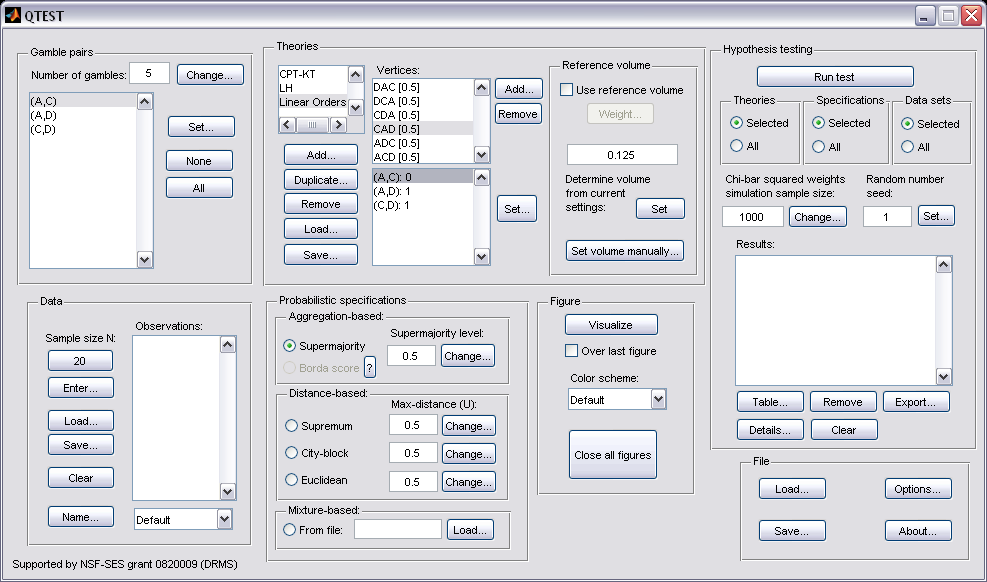 QTEST
Gamble pairs
Number of gambles: 5 Change...
(A,C)
(A,D)
(C,D)
Set...
None
All
Theories
CPT-KT
LH
Linear Orders
Add...
Duplicate...
Remove
Load...
Save...
Vertices:
DAC [0.5]
DCA [0.5]
CDA [0.5]
CAD [0.5]
ADC [0.5]
ACD [0.5]
Add...
Remove
(A,C): 0
(A,D): 1
(C,D): 1
Set...
Reference volume
Use reference volume
Weight...
0.125
Determine volume
from current
settings:
Set
Set volume manually...
Hypothesis testing
Run test
Theories
Selected
All
Specifications
Selected
All
Data sets
Selected
All
Chi-bar squared weights
simulation sample size:
1000 Change...
Random number
seed:
1 Set...
Results:
Table... Remove Export...
Details... Clear
Data
Sample size N:
20
Enter...
Load...
Save...
Clear
Name...
Observations:
Default
Probabilistic specifications
Aggregation-based:
Supermajority
Borda score ?
Supermajority level:
0.5 Change...
Distance-based:
Max-distance (U):
Supremum 0.5 Change...
City-block 0.5 Change...
Euclidean 0.5 Change...
Mixture-based:
From file: Load...
Figure
Visualize
Over last figure
Color scheme:
Default
Close all figures
File
Load... Options...
Save... About...
Supported by NSF-SES grant 0820009 (DRMS)